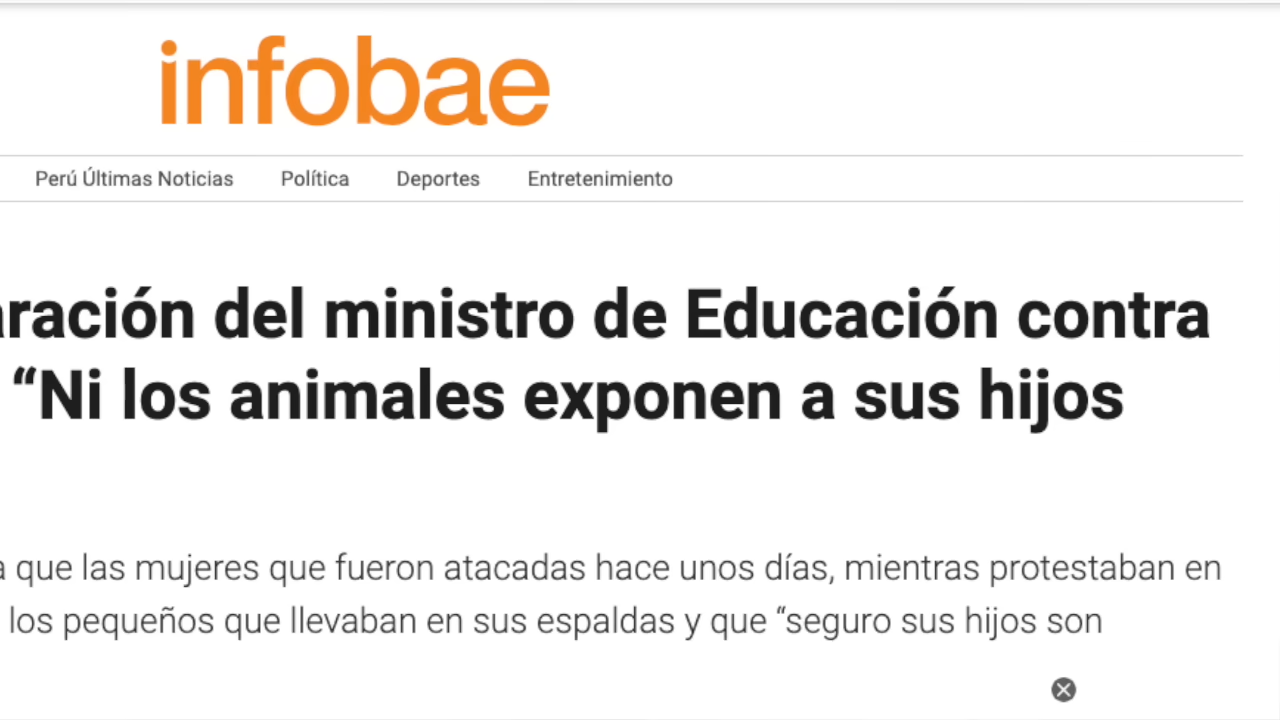 infobae
Perú Últimas Noticias Política Deportes Entretenimiento
aración del ministro de Educación contra
“Ni los animales exponen a sus hijos
a que las mujeres que fueron atacadas hace unos días, mientras protestaban en
los pequeños que llevaban en sus espaldas y que “seguro sus hijos son